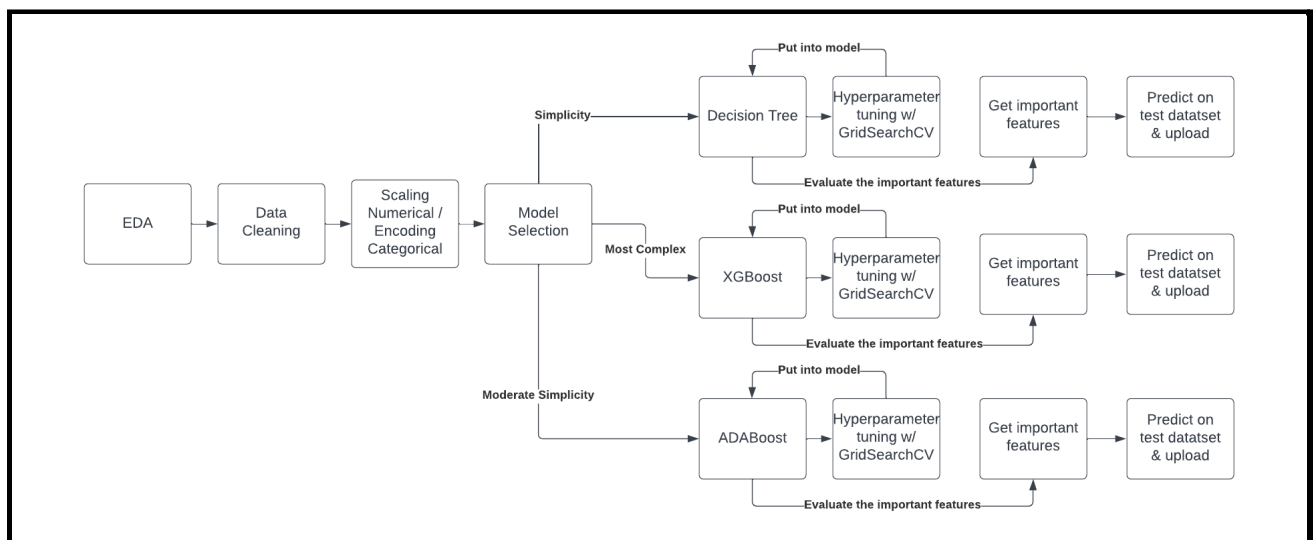 Put into model
Decision Tree
Hyperparameter
tuning w/
GridSearchCV
Get important
features
Predict on
test datatset
& upload
Simplicity
Evaluate the important features
EDA
Data
Cleaning
Scaling
Numerical /
Encoding
Categorical
Model
Selection
Put into model
Most Complex
XGBoost
Hyperparameter
tuning w/
GridSearchCV
Get important
features
Predict on
test datatset
& upload
Evaluate the important features
Put into model
Moderate Simplicity
ADABoost
Hyperparameter
tuning w/
GridSearchCV
Get important
features
Predict on
test datatset
& upload
Evaluate the important features